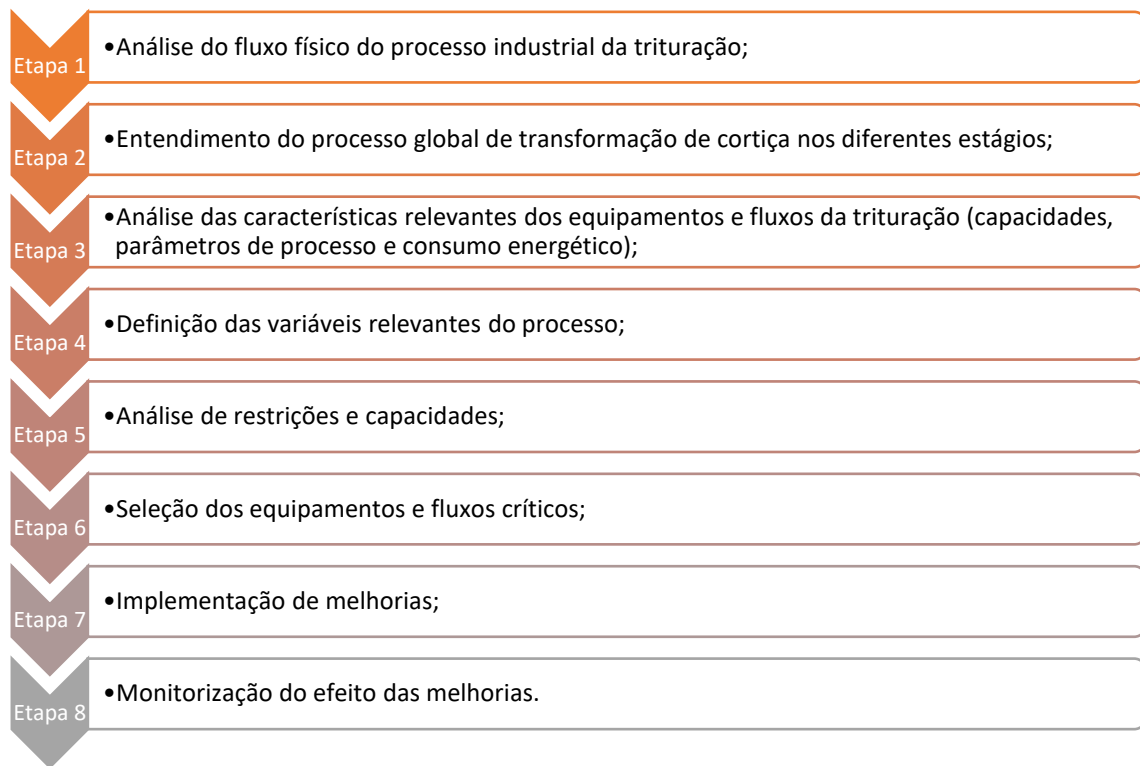 Etapa 1
•Análise do fluxo físico do processo industrial da trituração;
Etapa 2
•Entendimento do processo global de transformação de cortiça nos diferentes estágios;
Etapa 3
•Análise das características relevantes dos equipamentos e fluxos da trituração (capacidades,
parâmetros de processo e consumo energético);
Etapa 4
•Definição das variáveis relevantes do processo;
Etapa 5
•Análise de restrições e capacidades;
Etapa 6
•Seleção dos equipamentos e fluxos críticos;
Etapa 7
•Implementação de melhorias;
Etapa 8
•Monitorização do efeito das melhorias.